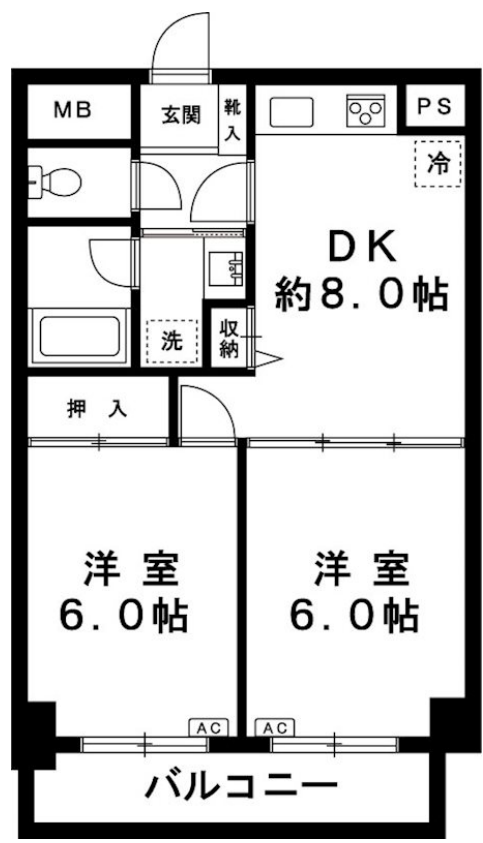 MB
玄関
靴入
PS
冷
DK
約8.0帖
洗
収納
押 入
洋 室
6.0帖
洋 室
6.0帖
AC
AC
バルコニー